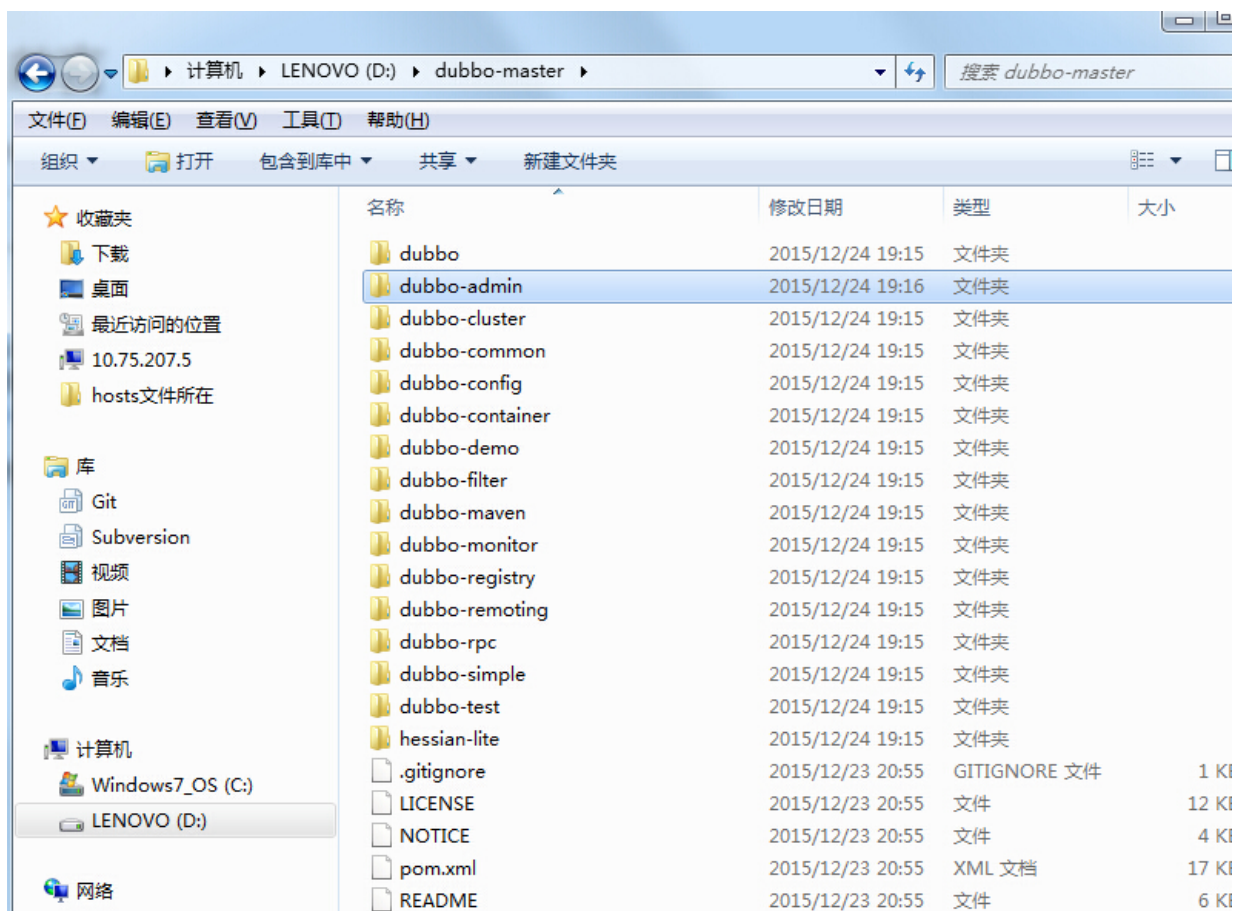 计算机 LENOVO (D:) dubbo-master 搜索 dubbo-master
文件(F) 编辑(E) 查看(V) 工具(T) 帮助(H)
组织 打开 包含到库中 共享 新建文件夹
收藏夹
下载
桌面
最近访问的位置
10.75.207.5
hosts文件所在
库
Git
Subversion
视频
图片
文档
音乐
计算机
Windows7_OS (C:)
LENOVO (D:)
网络
名称 修改日期 类型 大小
dubbo 2015/12/24 19:15 文件夹
dubbo-admin 2015/12/24 19:16 文件夹
dubbo-cluster 2015/12/24 19:15 文件夹
dubbo-common 2015/12/24 19:15 文件夹
dubbo-config 2015/12/24 19:15 文件夹
dubbo-container 2015/12/24 19:15 文件夹
dubbo-demo 2015/12/24 19:15 文件夹
dubbo-filter 2015/12/24 19:15 文件夹
dubbo-maven 2015/12/24 19:15 文件夹
dubbo-monitor 2015/12/24 19:15 文件夹
dubbo-registry 2015/12/24 19:15 文件夹
dubbo-remoting 2015/12/24 19:15 文件夹
dubbo-rpc 2015/12/24 19:15 文件夹
dubbo-simple 2015/12/24 19:15 文件夹
dubbo-test 2015/12/24 19:15 文件夹
hessian-lite 2015/12/24 19:15 文件夹
.gitignore 2015/12/23 20:55 GITIGNORE 文件 1 KB
LICENSE 2015/12/23 20:55 文件 12 KB
NOTICE 2015/12/23 20:55 文件 4 KB
pom.xml 2015/12/23 20:55 XML 文档 17 KB
README 2015/12/23 20:55 文件 6 KB